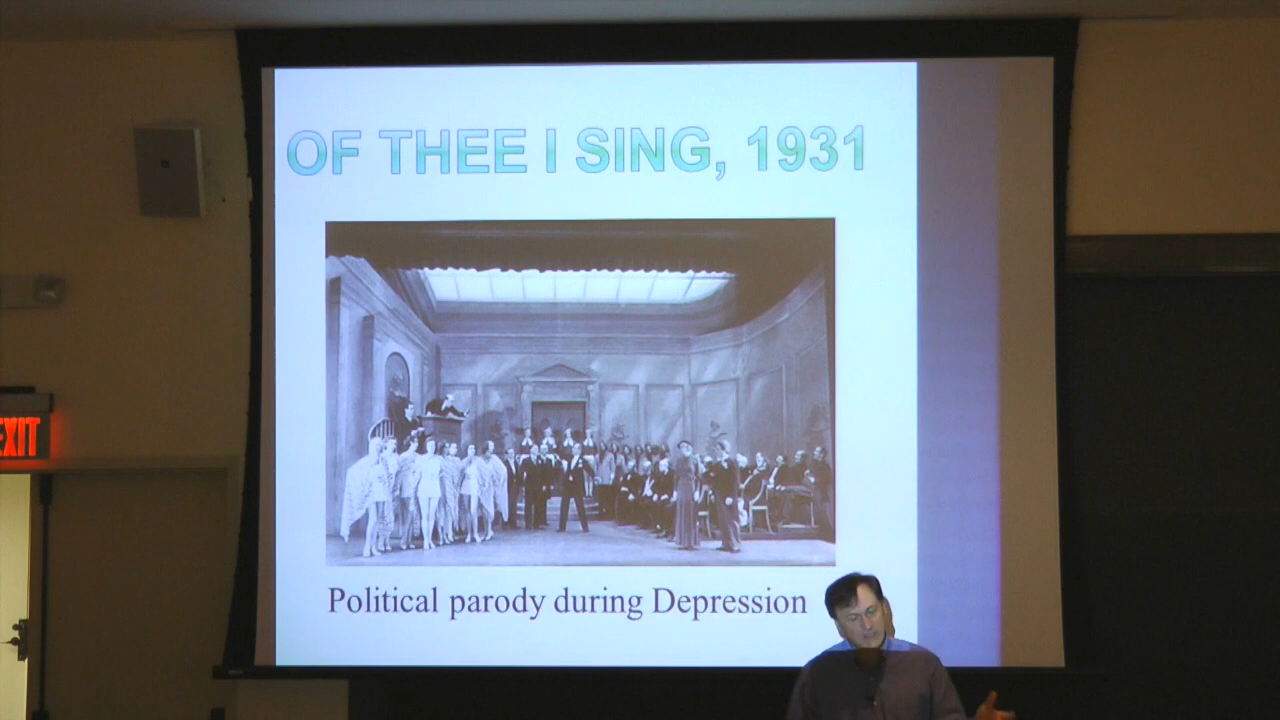 OF THEE I SING, 1931
EXIT
Political parody during Depression